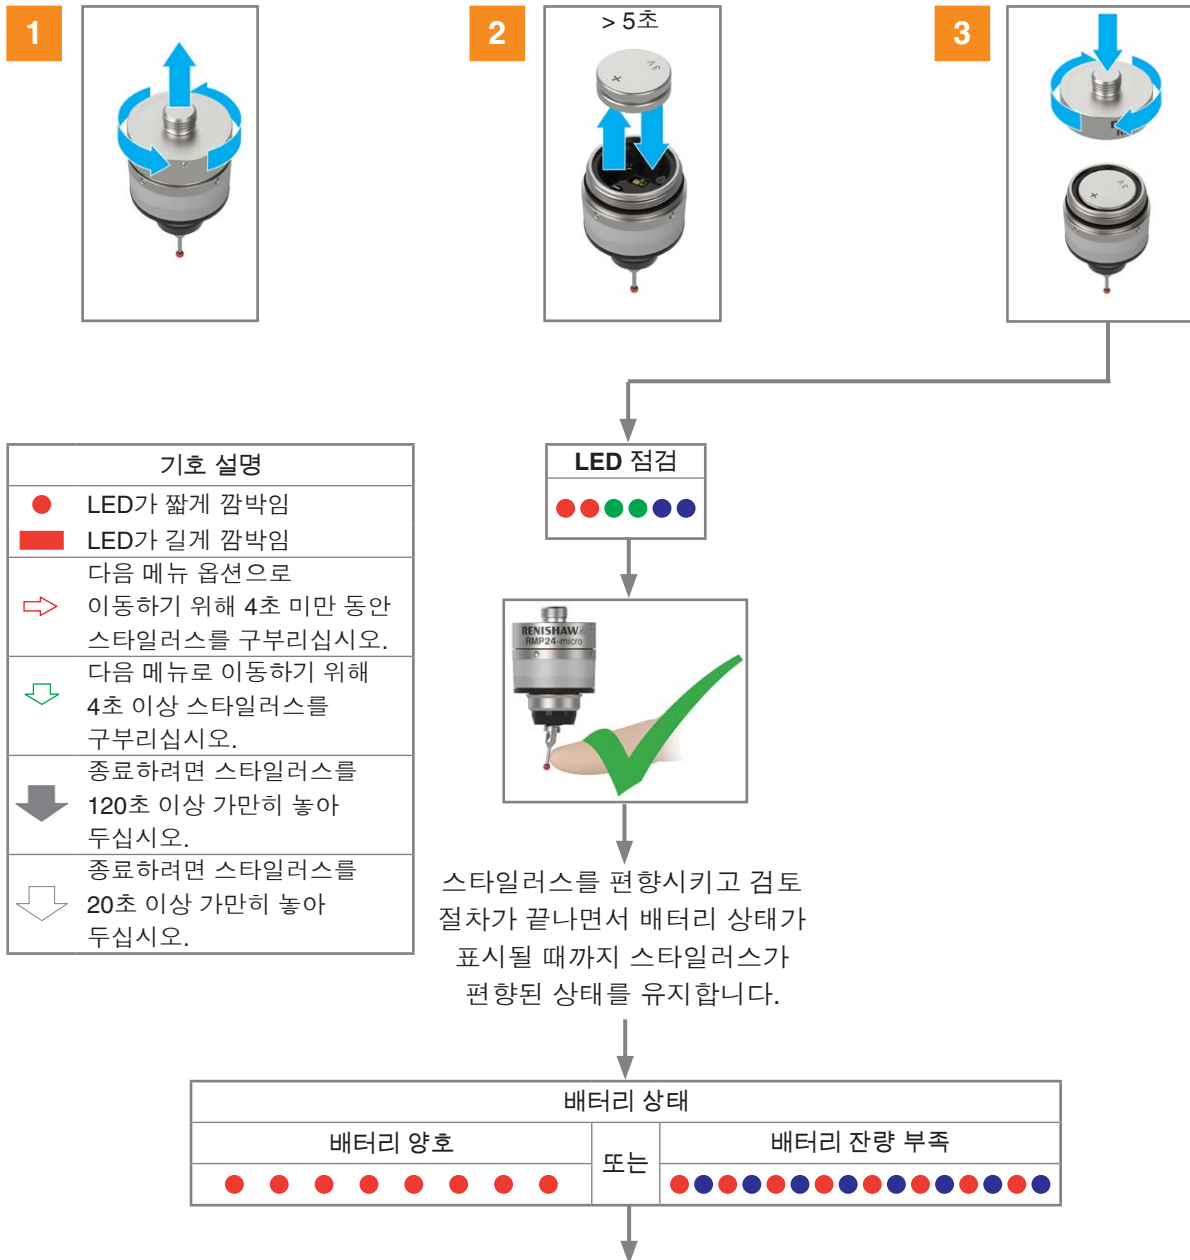 1
2
> 5초
3
+
3V
+
3V
LED 점검
기호 설명
LED가 짧게 깜박임
LED가 길게 깜박임
다음 메뉴 옵션으로
이동하기 위해 4초 미만 동안
스타일러스를 구부리십시오.
다음 메뉴로 이동하기 위해
4초 이상 스타일러스를
구부리십시오.
종료하려면 스타일러스를
120초 이상 가만히 놓아
두십시오.
종료하려면 스타일러스를
20초 이상 가만히 놓아
두십시오.
RENISHAW
RMP24-micro
스타일러스를 편향시키고 검토
절차가 끝나면서 배터리 상태가
표시될 때까지 스타일러스가
편향된 상태를 유지합니다.
배터리 상태
배터리 양호
또는
배터리 잔량 부족